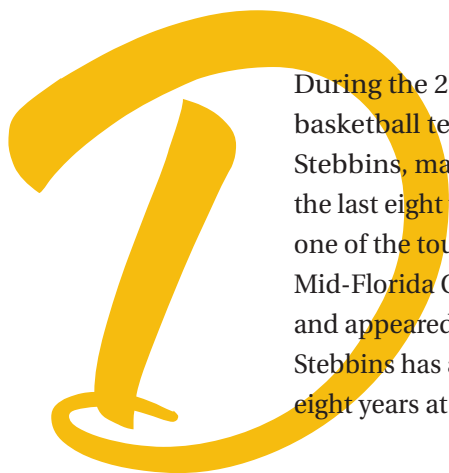 D
During the 2
basketball te
Stebbins, ma
the last eight
one of the tou
Mid-Florida C
and appeared
Stebbins has a
eight years at